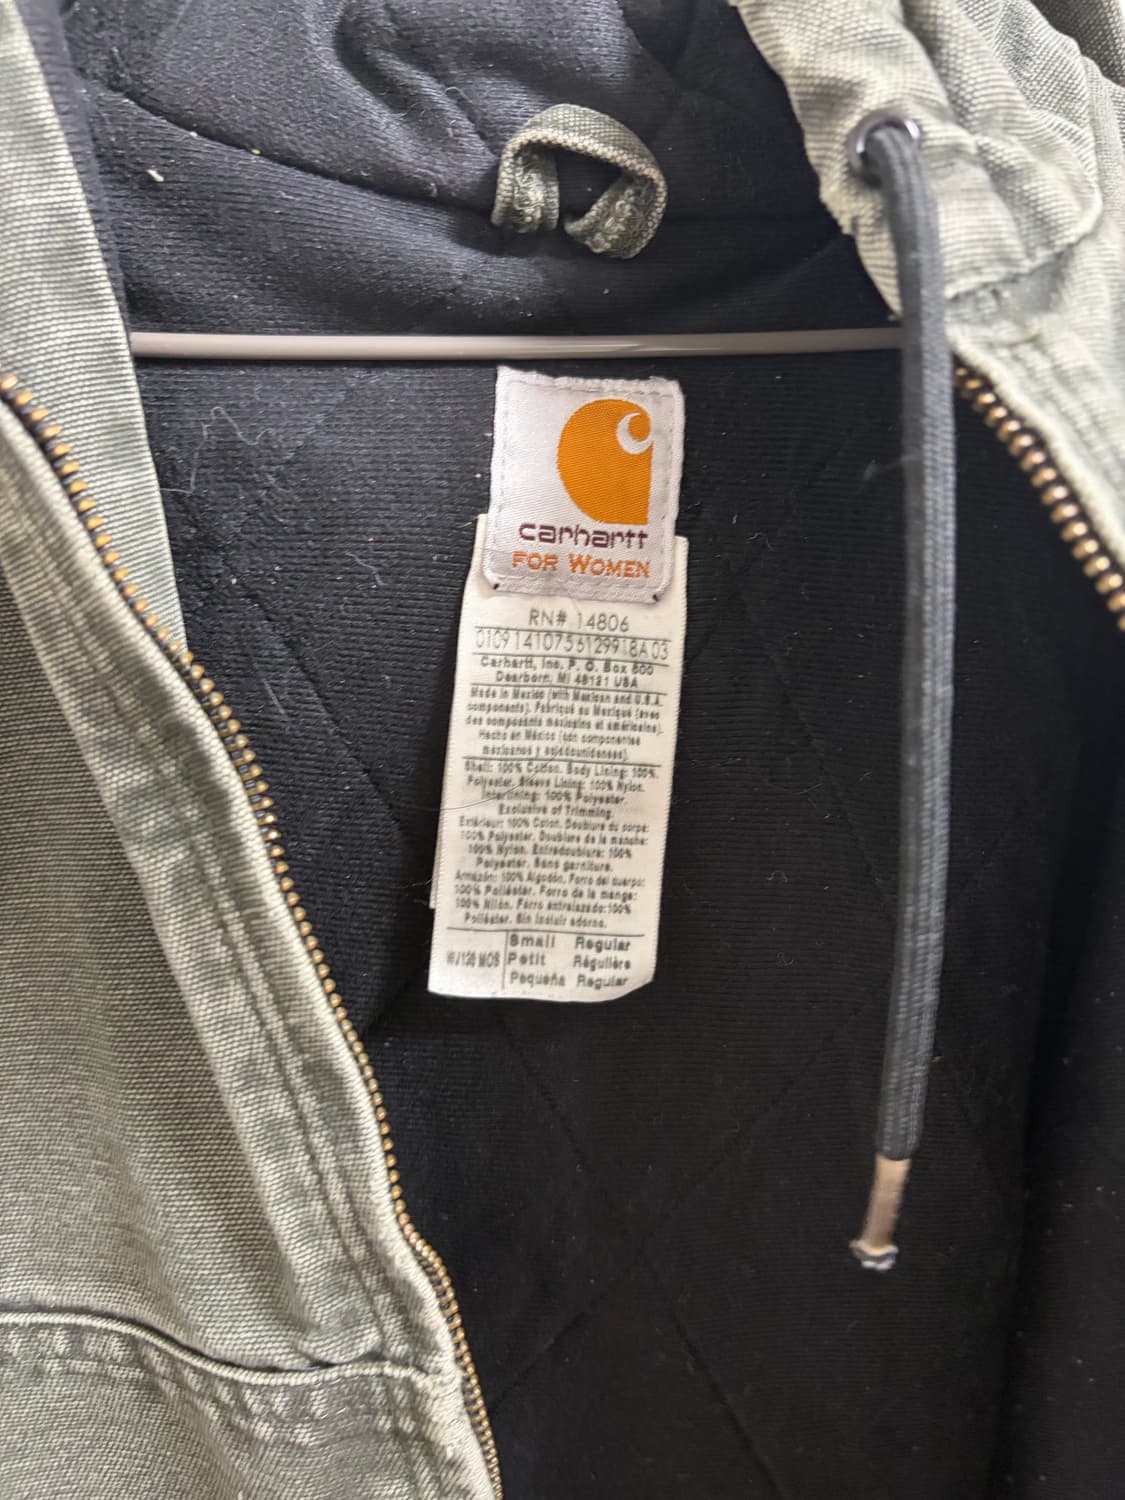 carhartt
FOR WOMEN
RN# 14806
01091410756129918A03
Carhartt, Inc. P. O. Box 600
Dearborn, MI 48121 USA
Made in Mexico (with Mexican and U.S.A.
components). Fabriqué au Mexique (avec
des composants mexicains et américains).
Hecho en México (con componentes
mexicanos y estadounidenses).
Shell: 100% Cotton. Body Lining: 100%
Polyester. Sleeve Lining: 100% Nylon.
Interlining: 100% Polyester.
Exclusive of Trimming.
Extérieur: 100% Coton. Doublure du corps:
100% Polyester. Doublure de la manche:
100% Nylon. Entredoublure: 100%
Polyester. Sans garniture.
Armazón: 100% Algodón. Forro del cuerpo:
100% Poliéster. Forro de la manga:
100% Nilón. Forro entrelazado: 100%
Poliéster. Sin incluir adorno.
Small Regular
WJ130 MOS Petit Régulière
Pequeña Regular